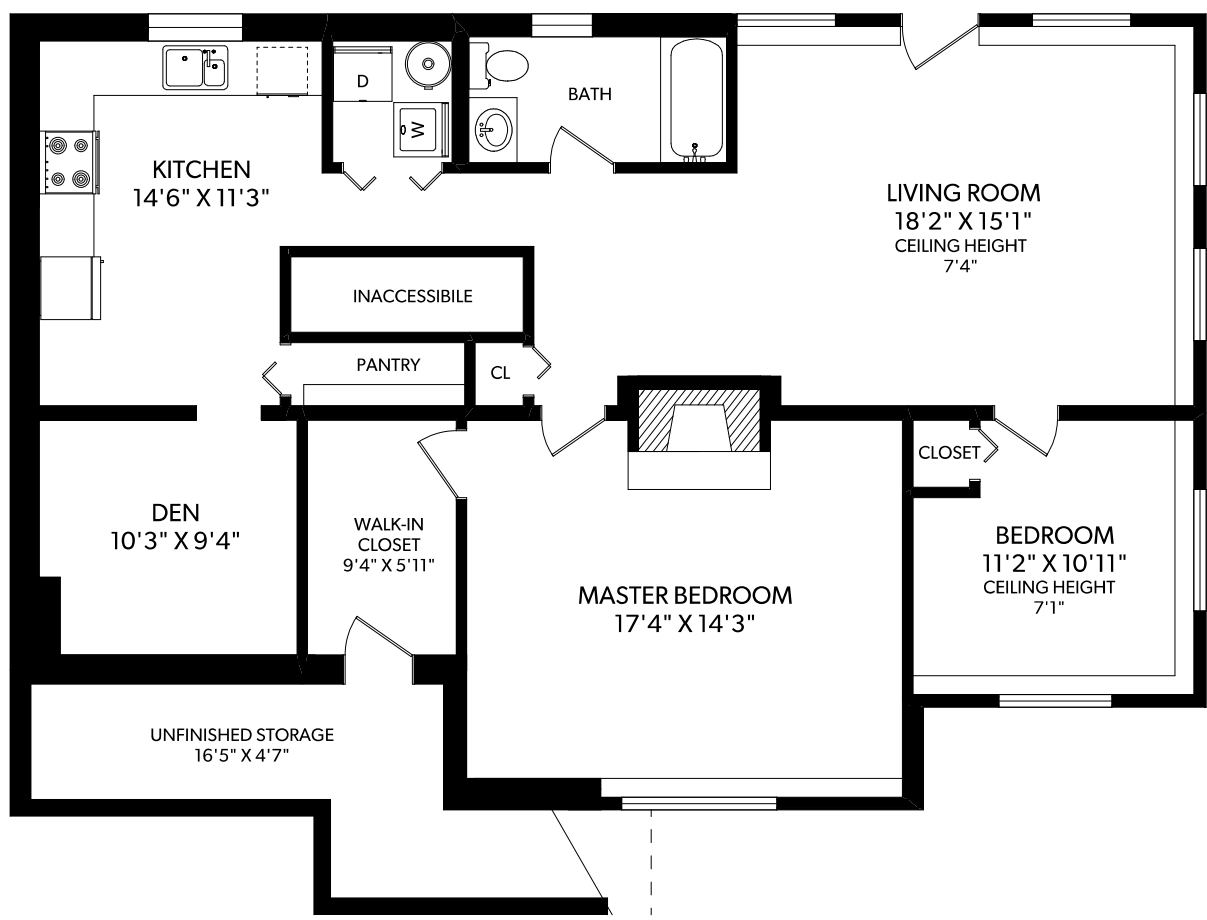 D
W
BATH
KITCHEN
14'6" X 11'3"
LIVING ROOM
18'2" X 15'1"
CEILING HEIGHT
7'4"
INACCESSIBILE
PANTRY
CL
CLOSET
DEN
10'3" X 9'4"
WALK-IN
CLOSET
9'4" X 5'11"
BEDROOM
11'2" X 10'11"
CEILING HEIGHT
7'1"
MASTER BEDROOM
17'4" X 14'3"
UNFINISHED STORAGE
16'5" X 4'7"